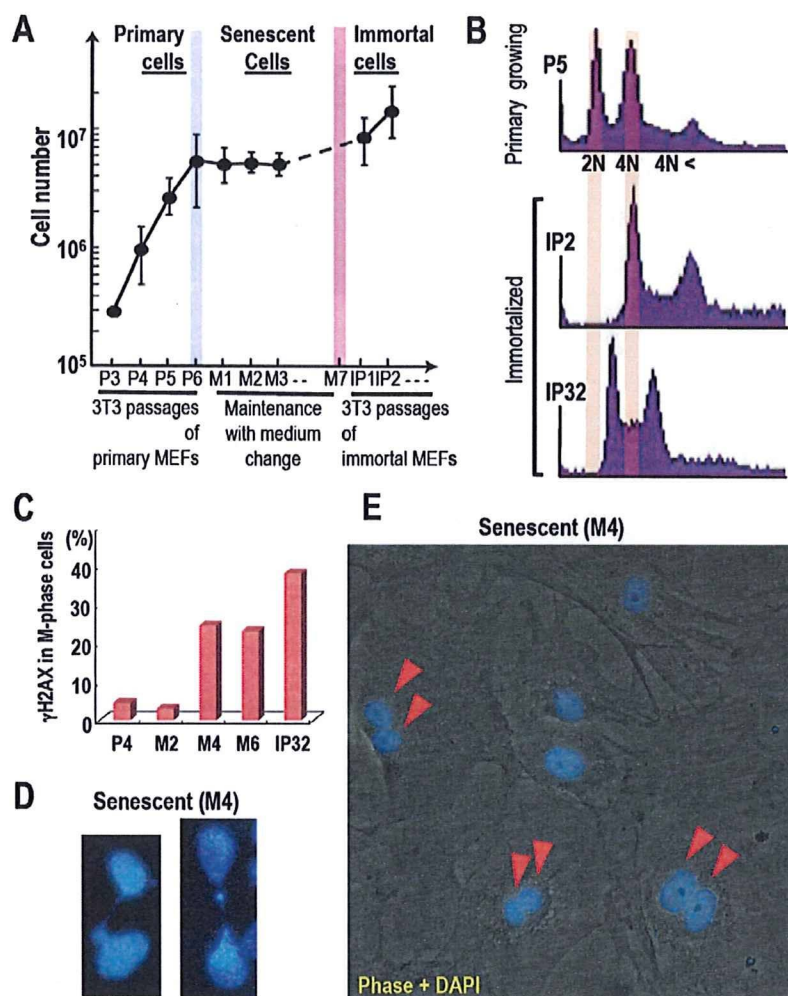 A
Primary
cells
Senescent
Cells
Immortal
cells
Cell number
10⁷
10⁶
10⁵
P3 P4 P5 P6 M1 M2 M3 -- M7 IP1 IP2 ---
3T3 passages
of
primary MEFs
Maintenance
with medium
change
3T3 passages
of
immortal MEFs
B
Primary growing
P5
2N 4N 4N <
Immortalized
IP2
IP32
C
(%)
γH2AX in M-phase cells
40
30
20
10
0
P4 M2 M4 M6 IP32
D
Senescent (M4)
E
Senescent (M4)
Phase + DAPI